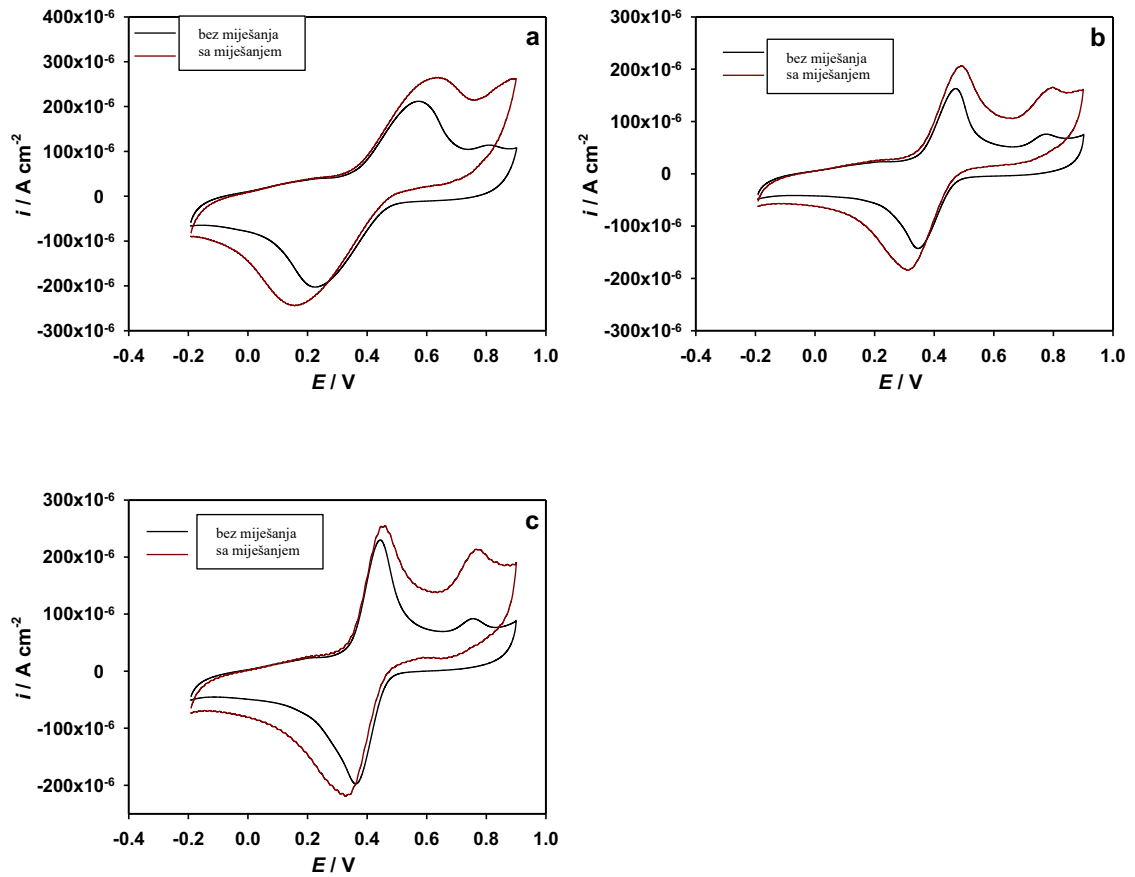 a
bez miješanja
sa miješanjem
400x10-6
300x10-6
200x10-6
100x10-6
0
-100x10-6
-200x10-6
-300x10-6
i / A cm-2
-0.4 -0.2 0.0 0.2 0.4 0.6 0.8 1.0
E / V
b
bez miješanja
sa miješanjem
300x10-6
200x10-6
100x10-6
0
-100x10-6
-200x10-6
-300x10-6
i / A cm-2
-0.4 -0.2 0.0 0.2 0.4 0.6 0.8 1.0
E / V
c
bez miješanja
sa miješanjem
300x10-6
200x10-6
100x10-6
0
-100x10-6
-200x10-6
i / A cm-2
-0.4 -0.2 0.0 0.2 0.4 0.6 0.8 1.0
E / V